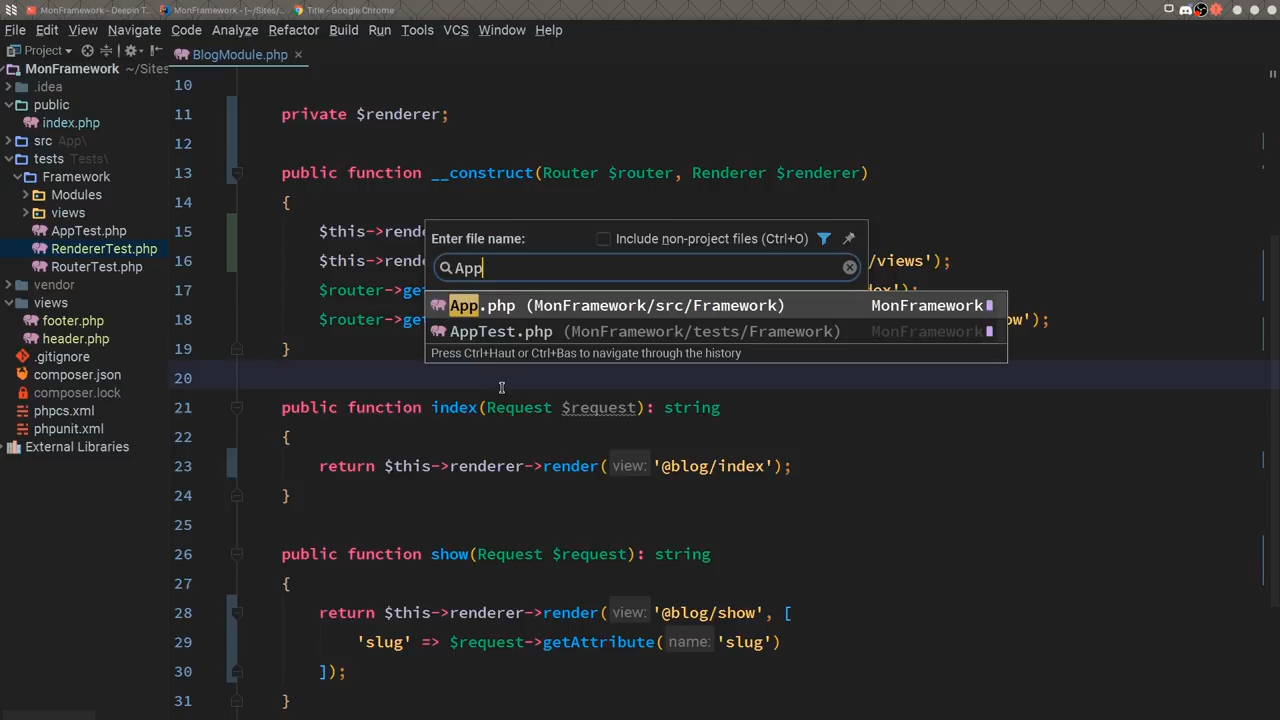 MonFramework - Deepin T...
MonFramework - [~/Sites/...
Title - Google Chrome
File Edit View Navigate Code Analyze Refactor Build Run Tools VCS Window Help
Project
BlogModule.php
MonFramework ~/Sites
.idea
public
index.php
src App\
tests Tests\
Framework
Modules
views
AppTest.php
RendererTest.php
RouterTest.php
vendor
views
footer.php
header.php
.gitignore
composer.json
composer.lock
phpcs.xml
phpunit.xml
External Libraries
10
11 private $renderer;
12
13 public function __construct(Router $router, Renderer $renderer)
14 {
15 $this->rende
16 $this->rende /views');
17 $router->ge ex');
18 $router->ge ow');
19 }
20
21 public function index(Request $request): string
22 {
23 return $this->renderer->render( view: '@blog/index');
24 }
25
26 public function show(Request $request): string
27 {
28 return $this->renderer->render( view: '@blog/show', [
29 'slug' => $request->getAttribute( name: 'slug')
30 ]);
31 }
Enter file name: Include non-project files (Ctrl+O)
App
App.php (MonFramework/src/Framework) MonFramework
AppTest.php (MonFramework/tests/Framework) MonFramework
Press Ctrl+Haut or Ctrl+Bas to navigate through the history